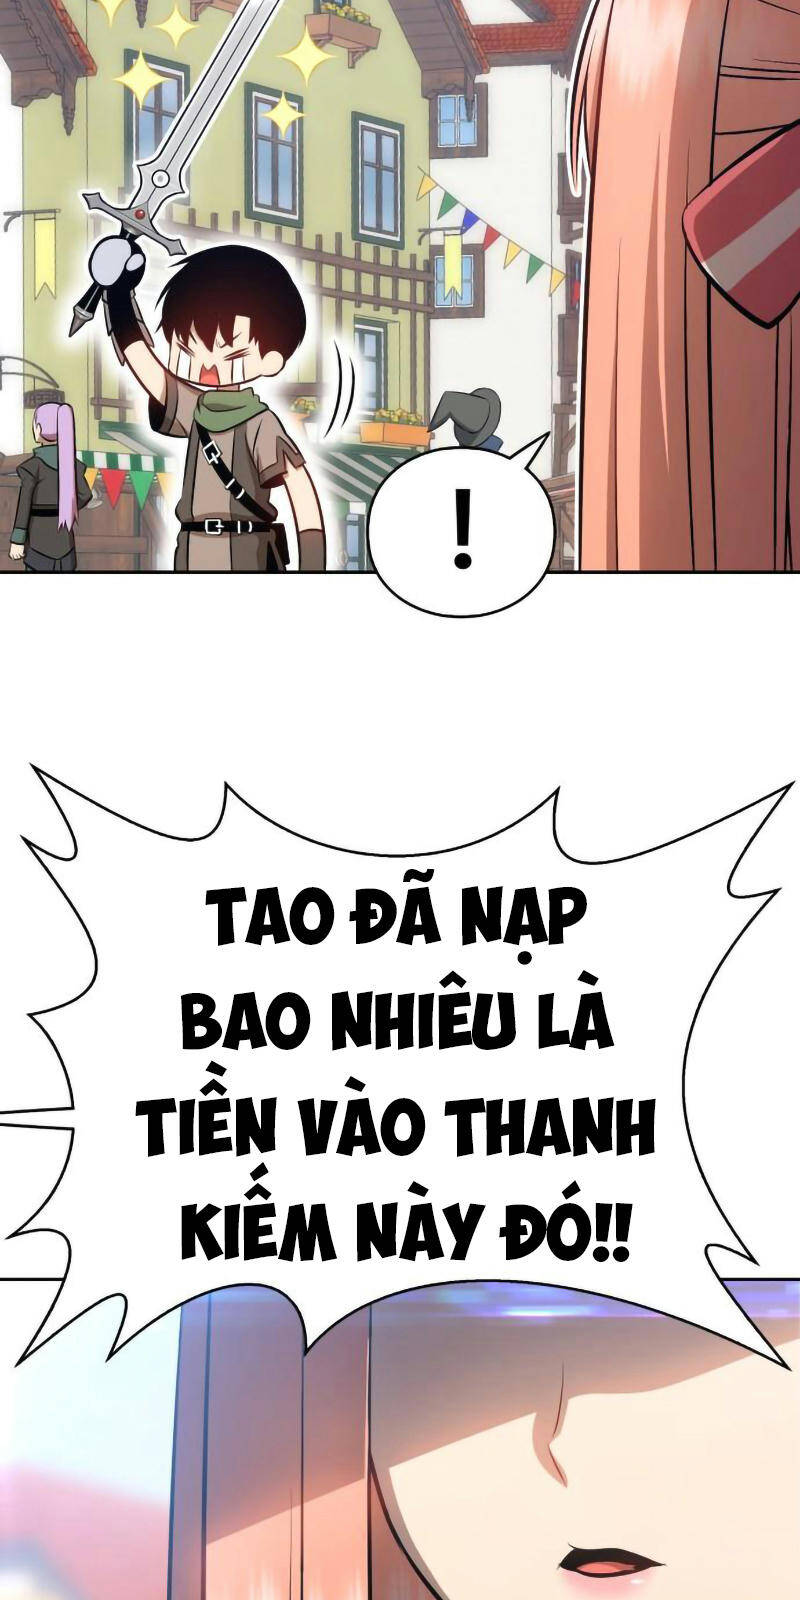 !
TAO ĐÃ NẠP
BAO NHIÊU LÀ
TIỀN VÀO THANH
KIẾM NÀY ĐÓ!!